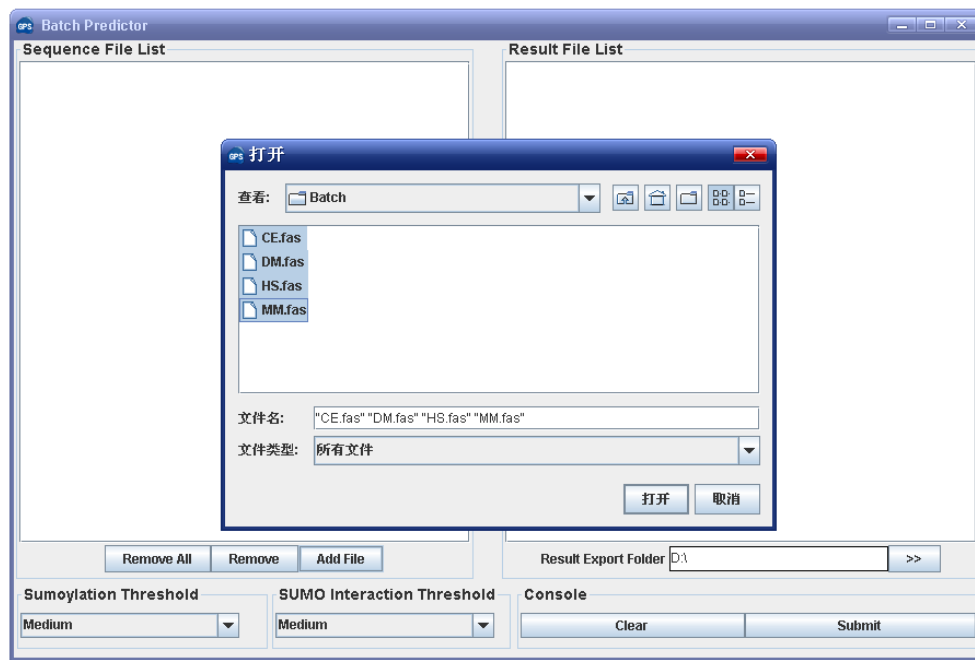 GPS Batch Predictor
Sequence File List
Result File List
GPS 打开
查看: Batch
CE.fas
DM.fas
HS.fas
MM.fas
文件名: "CE.fas" "DM.fas" "HS.fas" "MM.fas"
文件类型: 所有文件
打开 取消
Remove All Remove Add File
Result Export Folder D:\ >>
Sumoylation Threshold
SUMO Interaction Threshold
Console
Medium
Medium
Clear Submit